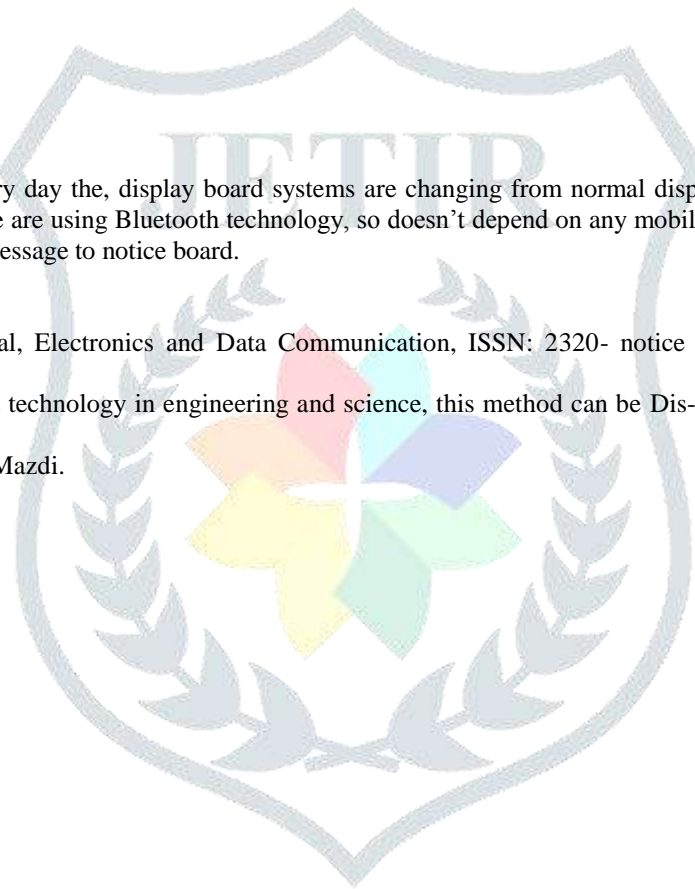 JETIR
ry day the, display board systems are changing from normal disp
e are using Bluetooth technology, so doesn't depend on any mobil
essage to notice board.
al, Electronics and Data Communication, ISSN: 2320- notice
technology in engineering and science, this method can be Dis-
Mazdi.